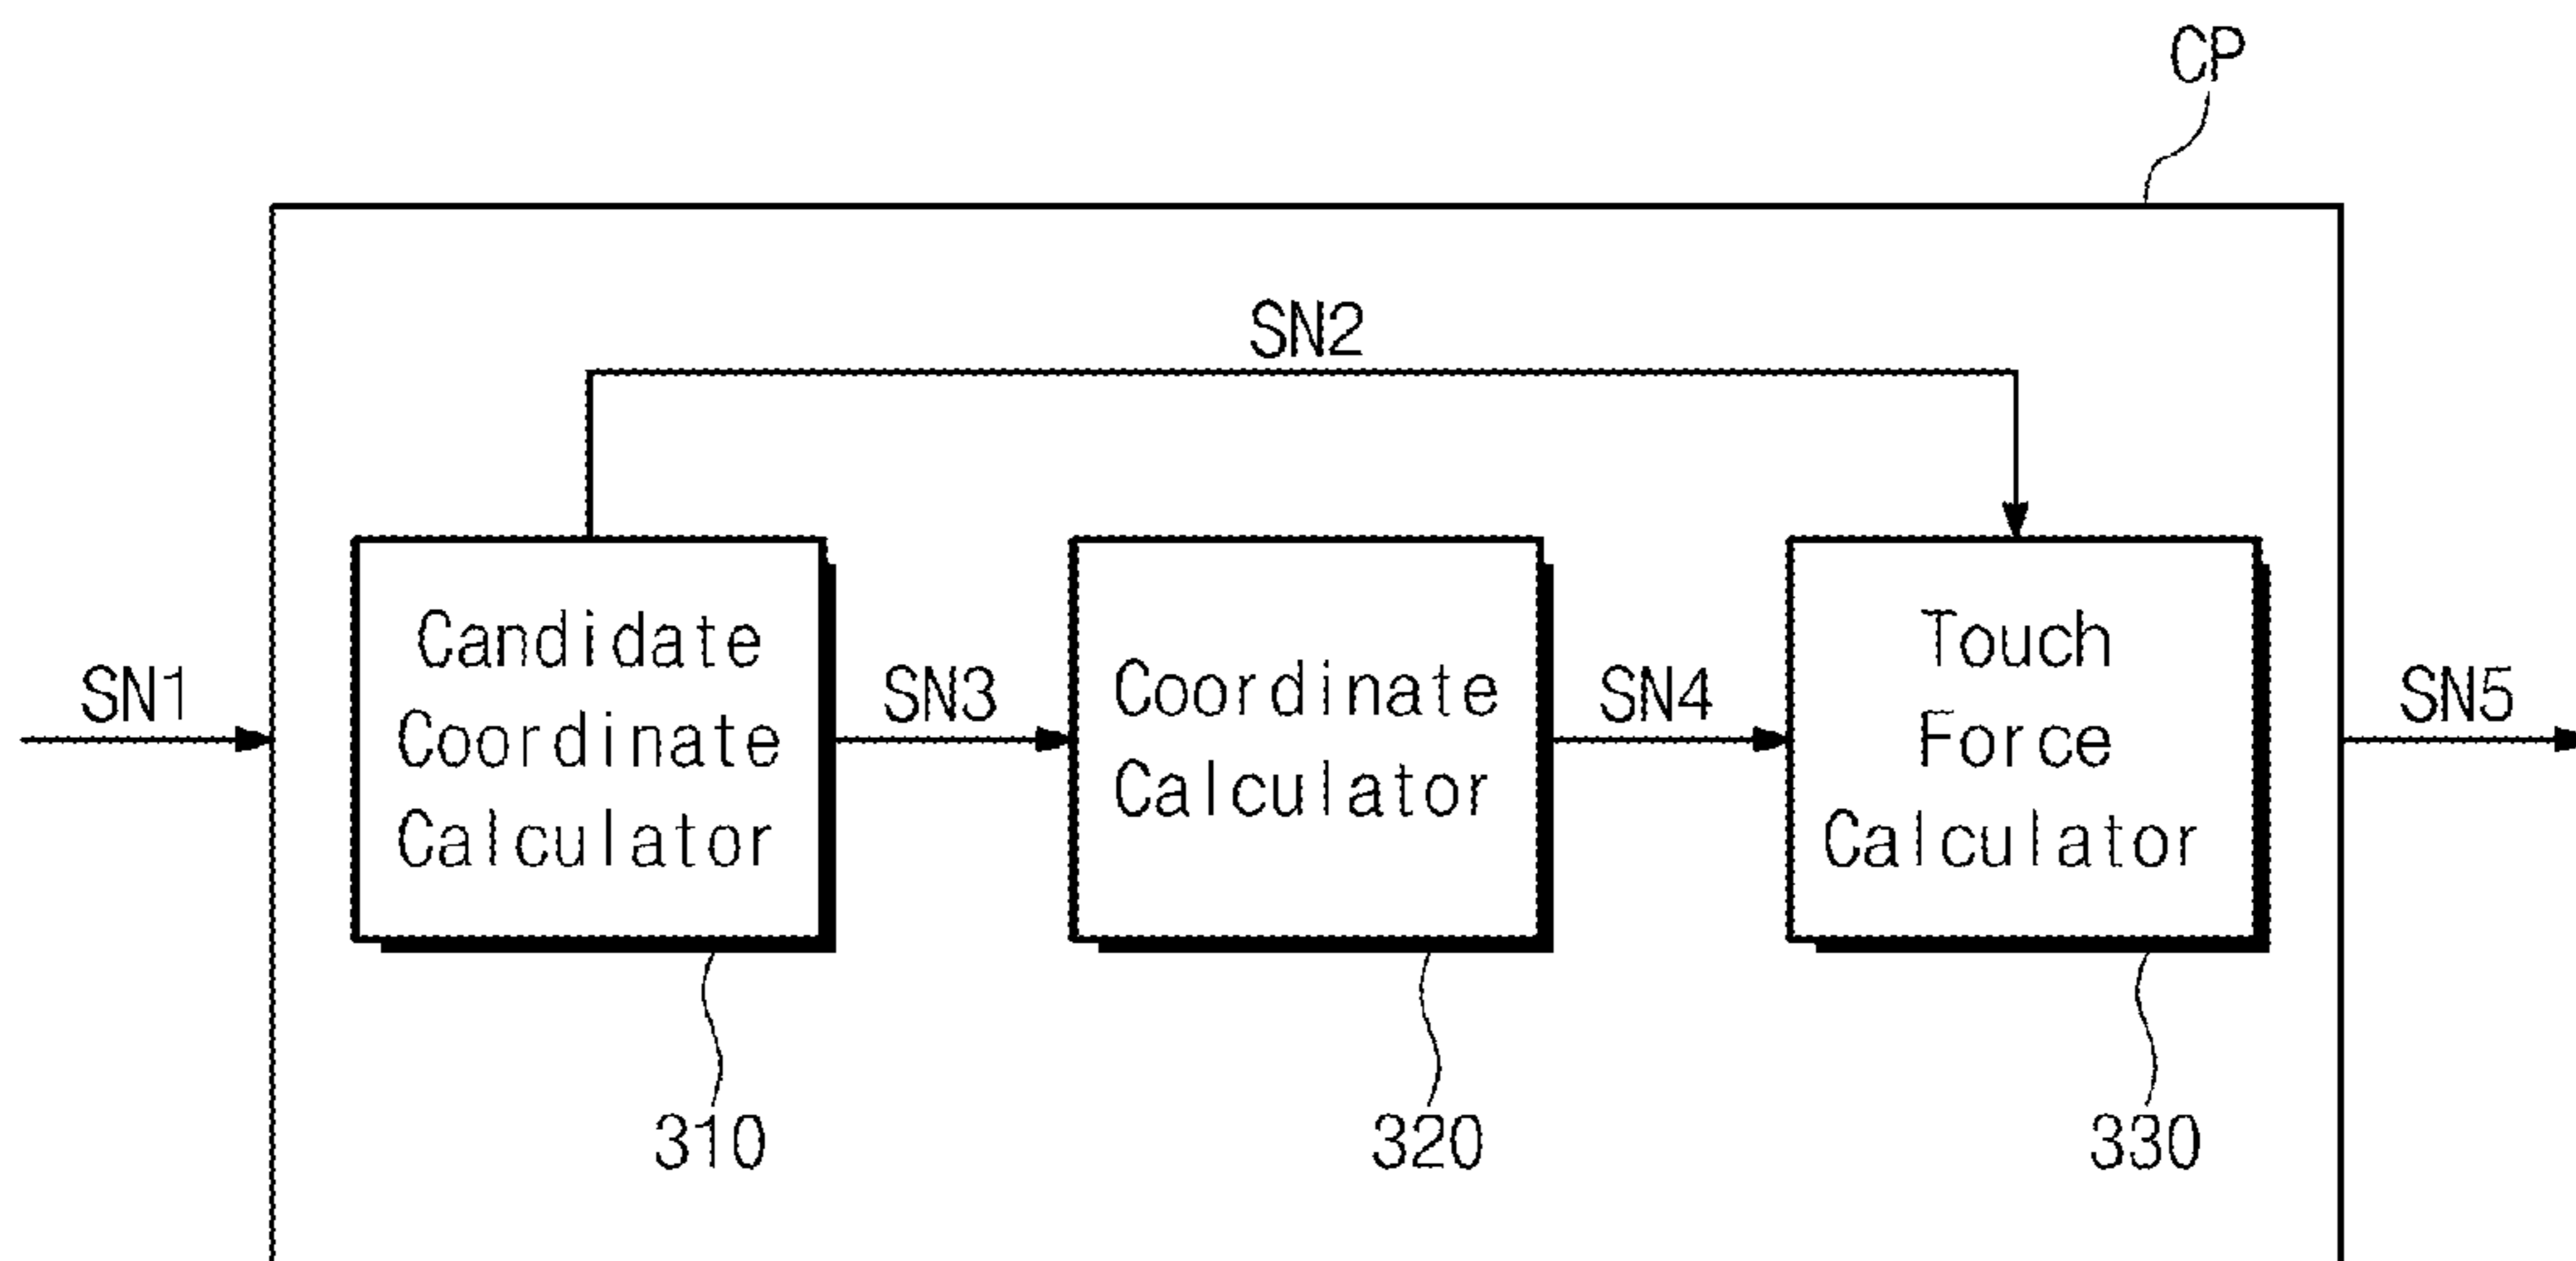 CP
SN2
SN1
Candidate
Coordinate
Calculator
SN3
Coordinate
Calculator
SN4
Touch
Force
Calculator
SN5
310
320
330